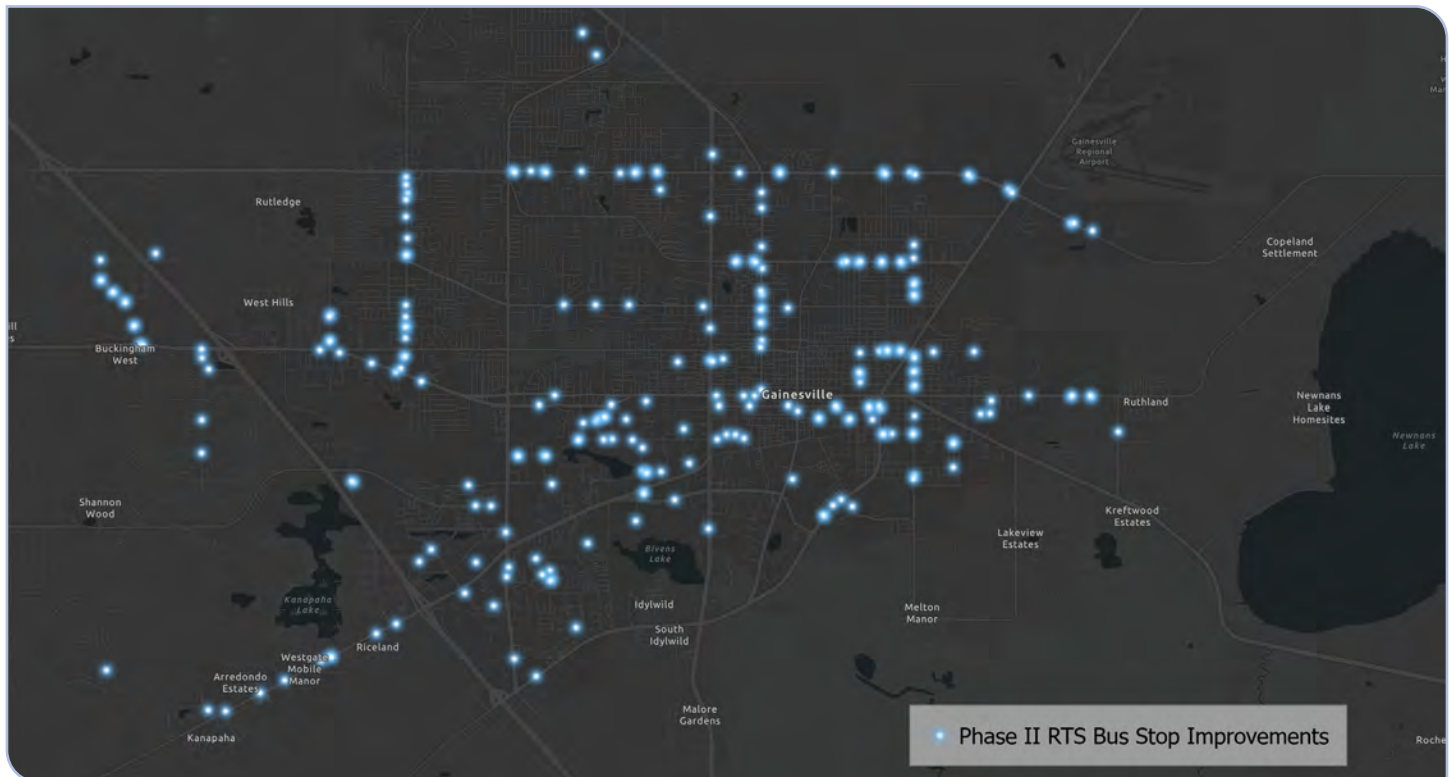 Gainesville
Regional
Airport
Rutledge
Copeland
Settlement
West Hills
Buckingham
West
Gainesville
Ruthland
Newnans
Lake
Homesites
Newnans
Lake
Shannon
Wood
Kreftwood
Estates
Lakeview
Estates
Bivens
Lake
Kanapaha
Lake
Idylwild
Melton
Manor
South
Idylwild
Riceland
Westgate
Mobile
Manor
Arredondo
Estates
Malore
Gardens
Kanapaha
Phase II RTS Bus Stop Improvements
Roche